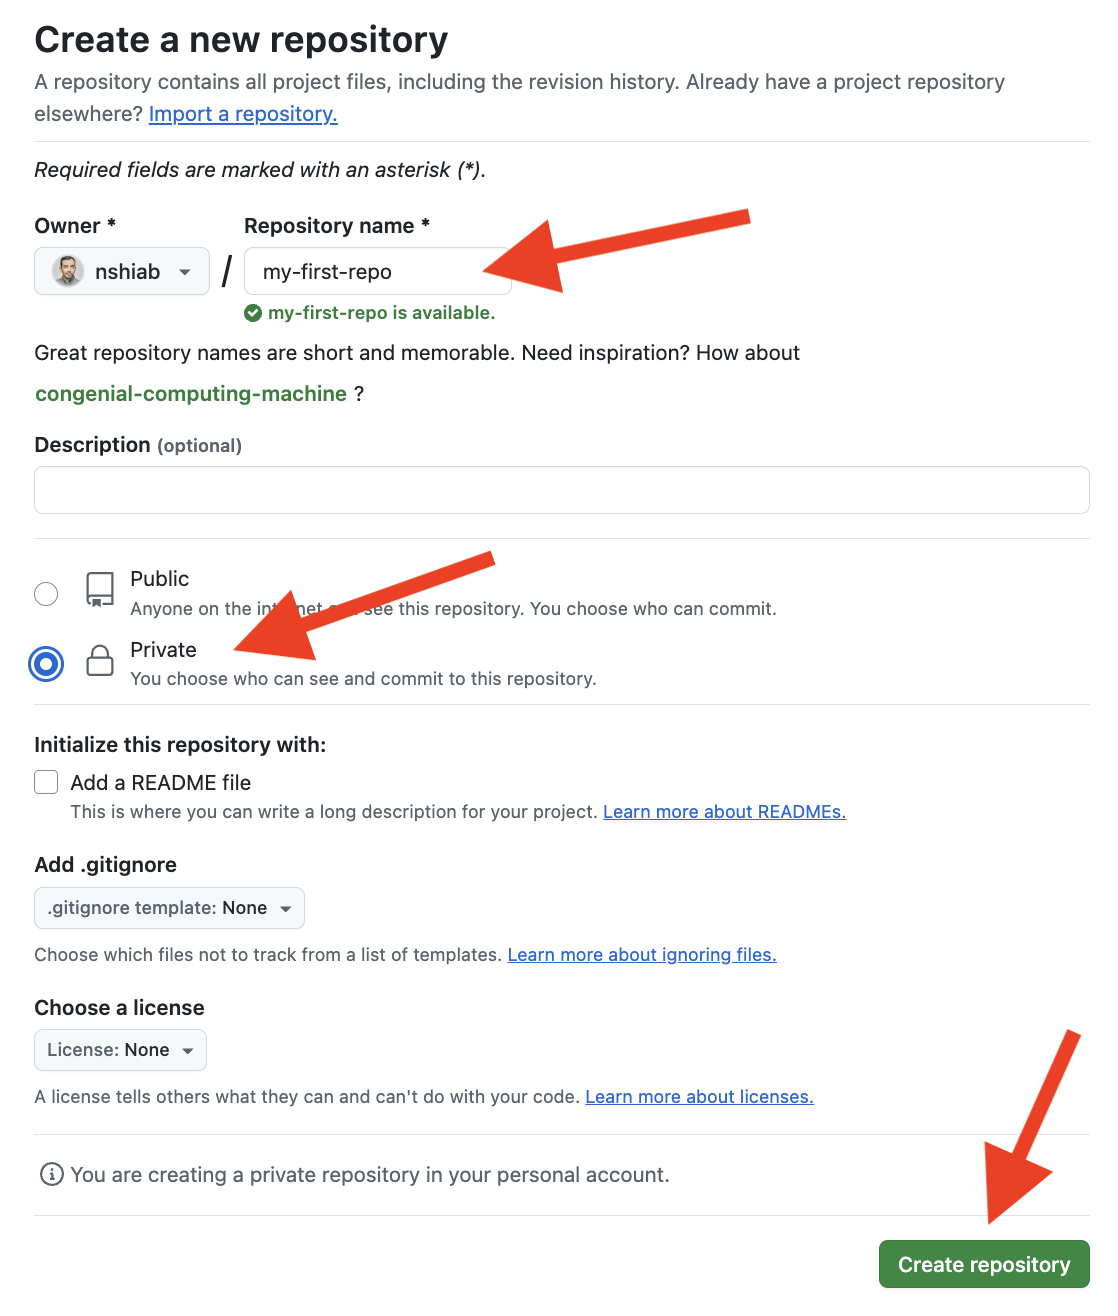 Create a new repository
A repository contains all project files, including the revision history. Already have a project repository
elsewhere? Import a repository.
Required fields are marked with an asterisk (*).
Owner * Repository name *
nshiab / my-first-repo
my-first-repo is available.
Great repository names are short and memorable. Need inspiration? How about
congenial-computing-machine ?
Description (optional)
Public
Anyone on the internet can see this repository. You choose who can commit.
Private
You choose who can see and commit to this repository.
Initialize this repository with:
Add a README file
This is where you can write a long description for your project. Learn more about READMEs.
Add .gitignore
.gitignore template: None
Choose which files not to track from a list of templates. Learn more about ignoring files.
Choose a license
License: None
A license tells others what they can and can't do with your code. Learn more about licenses.
You are creating a private repository in your personal account.
Create repository